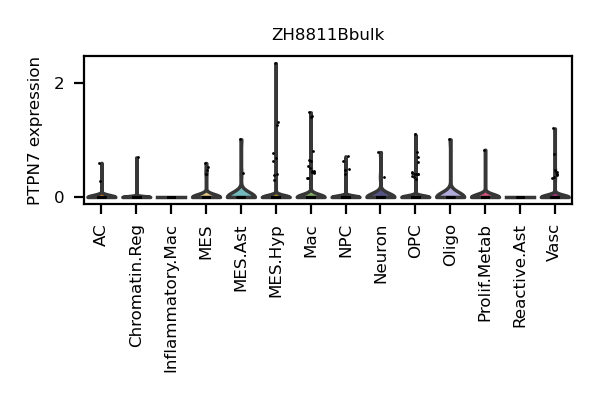 ZH8811Bbulk
PTPN7 expression
2
0
AC
Chromatin.Reg
Inflammatory.Mac
MES
MES.Ast
MES.Hyp
Mac
NPC
Neuron
OPC
Oligo
Prolif.Metab
Reactive.Ast
Vasc